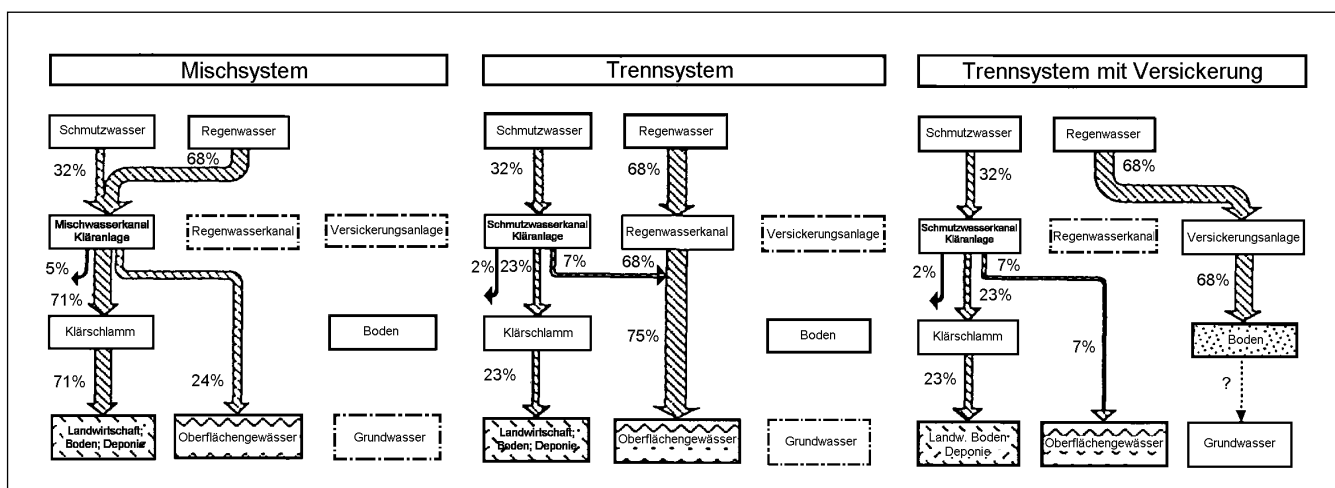 Mischsystem
Schmutzwasser
Regenwasser
32%
68%
Mischwasserkanal
Kläranlage
Regenwasserkanal
Versickerungsanlage
5%
71%
Klärschlamm
Boden
71%
24%
Landwirtschaft;
Boden; Deponie
Oberflächengewässer
Grundwasser
Trennsystem
Schmutzwasser
Regenwasser
32%
68%
Schmutzwasserkanal
Kläranlage
Regenwasserkanal
Versickerungsanlage
2%
23%
7%
68%
Klärschlamm
75%
Boden
23%
Landwirtschaft;
Boden; Deponie
Oberflächengewässer
Grundwasser
Trennsystem mit Versickerung
Schmutzwasser
Regenwasser
32%
68%
Schmutzwasserkanal
Kläranlage
Regenwasserkanal
Versickerungsanlage
2%
7%
23%
68%
Klärschlamm
Boden
7%
23%
?
Landw. Boden
Deponie
Oberflächengewässer
Grundwasser